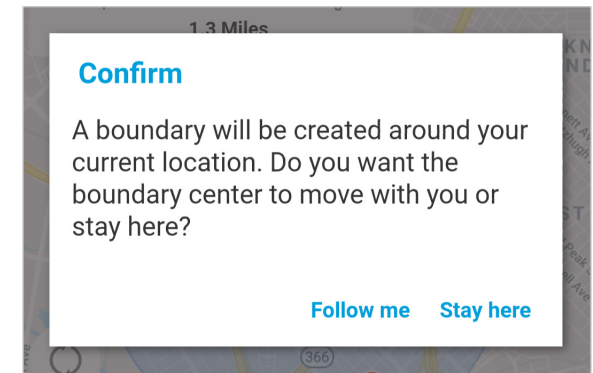 1.3 Miles
Confirm
A boundary will be created around your
current location. Do you want the
boundary center to move with you or
stay here?
Follow me
Stay here
366